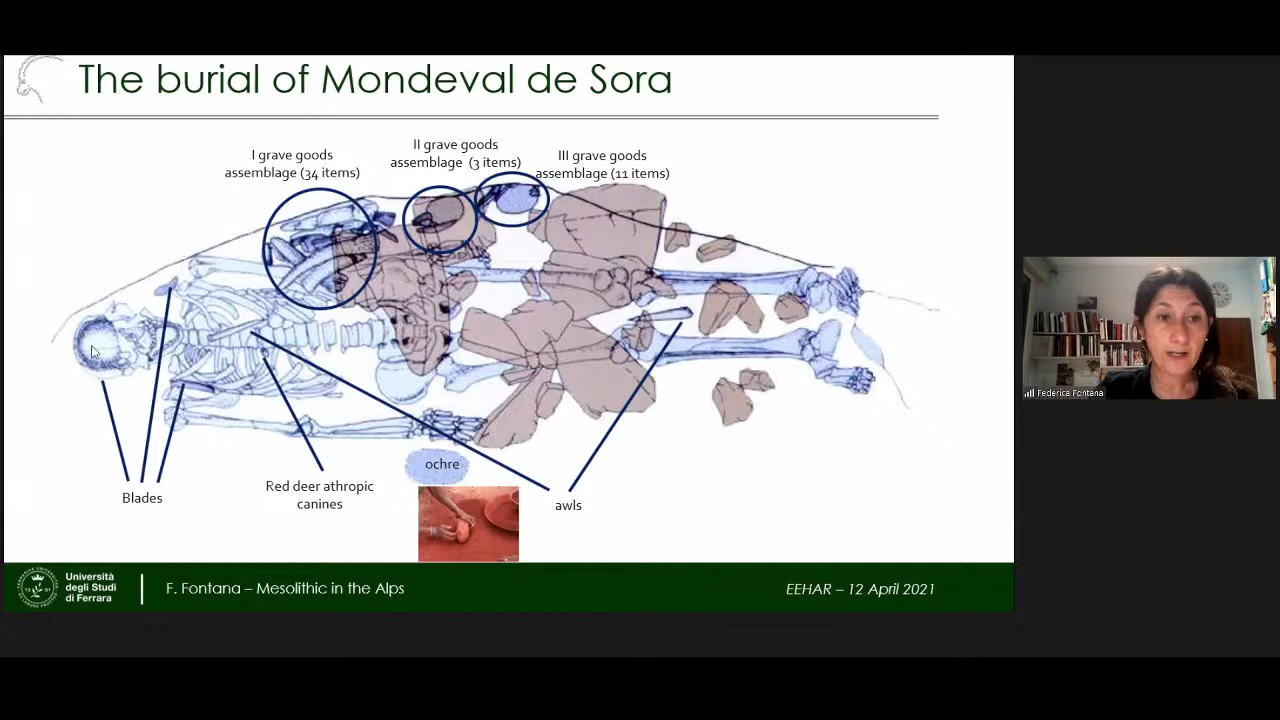 The burial of Mondeval de Sora
I grave goods
assemblage (34 items)
II grave goods
assemblage (3 items)
III grave goods
assemblage (11 items)
Blades
Red deer athropic
canines
ochre
awls
Università
degli Studi
di Ferrara
F. Fontana – Mesolithic in the Alps
EEHAR – 12 April 2021
Federica Fontana